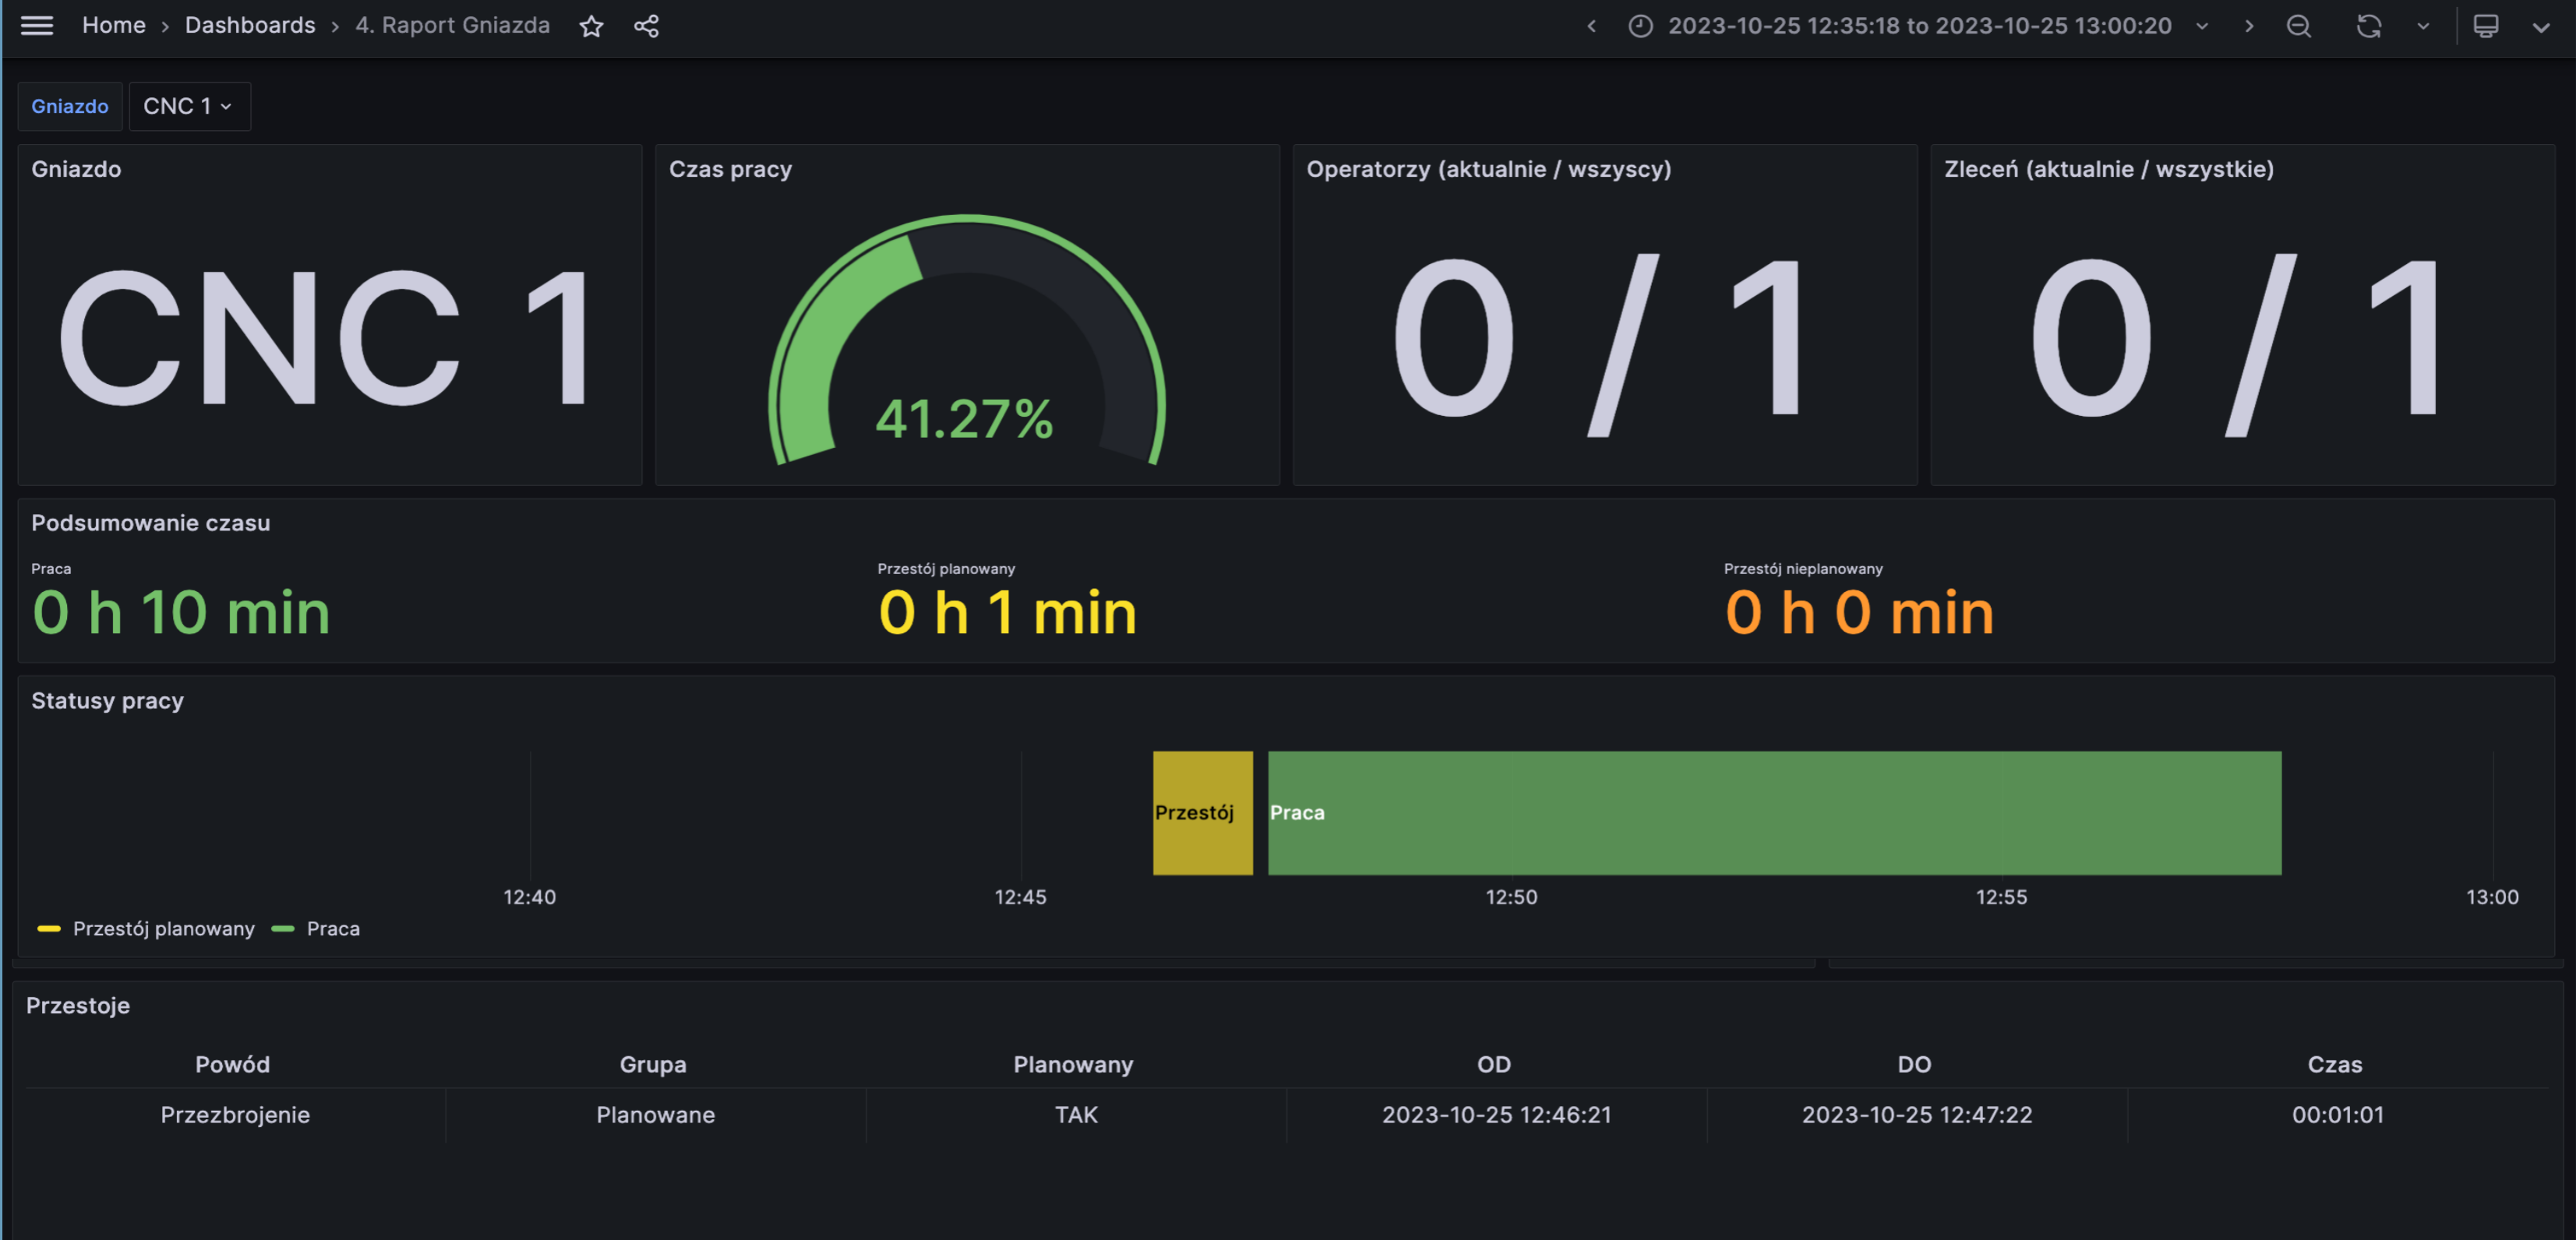 Home › Dashboards › 4. Raport Gniazda
2023-10-25 12:35:18 to 2023-10-25 13:00:20
Gniazdo CNC 1
Gniazdo
CNC 1
Czas pracy
41.27%
Operatorzy (aktualnie / wszyscy)
0 / 1
Zleceń (aktualnie / wszystkie)
0 / 1
Podsumowanie czasu
Praca
0 h 10 min
Przestój planowany
0 h 1 min
Przestój nieplanowany
0 h 0 min
Statusy pracy
Przestój Praca
12:40 12:45 12:50 12:55 13:00
Przestój planowany Praca
Przestoje
Powód Grupa Planowany OD DO Czas
Przezbrojenie Planowane TAK 2023-10-25 12:46:21 2023-10-25 12:47:22 00:01:01